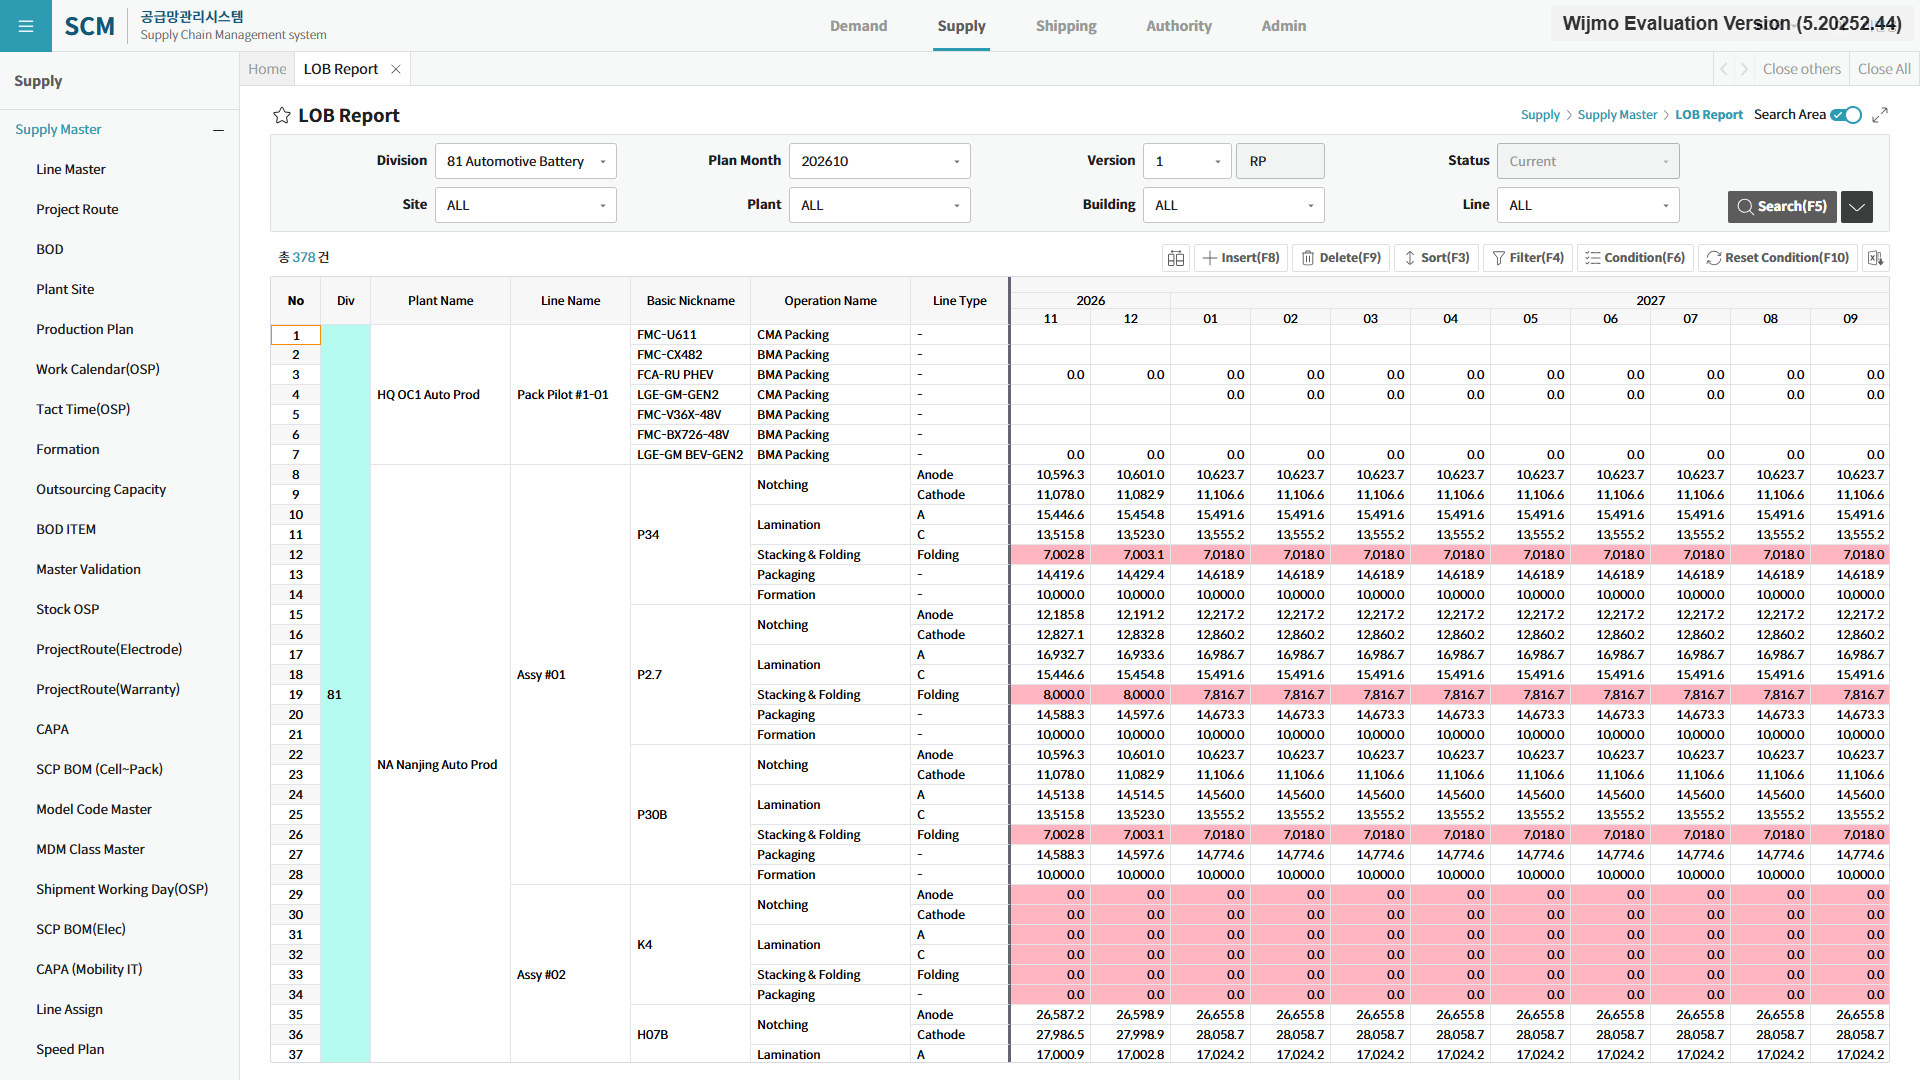 SCM
공급망관리시스템
Supply Chain Management system
Demand Supply Shipping Authority Admin
Wijmo Evaluation Version (5.20252.44)
Supply
Home LOB Report
Close others Close All
Supply Master
Line Master
Project Route
BOD
Plant Site
Production Plan
Work Calendar(OSP)
Tact Time(OSP)
Formation
Outsourcing Capacity
BOD ITEM
Master Validation
Stock OSP
ProjectRoute(Electrode)
ProjectRoute(Warranty)
CAPA
SCP BOM (Cell~Pack)
Model Code Master
MDM Class Master
Shipment Working Day(OSP)
SCP BOM(Elec)
CAPA (Mobility IT)
Line Assign
Speed Plan
LOB Report
Supply > Supply Master > LOB Report Search Area
Division 81 Automotive Battery Plan Month 202610 Version 1 RP Status Current
Site ALL Plant ALL Building ALL Line ALL Search(F5)
총 378 건
Insert(F8) Delete(F9) Sort(F3) Filter(F4) Condition(F6) Reset Condition(F10)
No Div Plant Name Line Name Basic Nickname Operation Name Line Type 2026 2027
11 12 01 02 03 04 05 06 07 08 09
1 81 HQ OC1 Auto Prod Pack Pilot #1-01 FMC-U611 CMA Packing -
2 FMC-CX482 BMA Packing -
3 FCA-RU PHEV BMA Packing - 0.0 0.0 0.0 0.0 0.0 0.0 0.0 0.0 0.0 0.0 0.0
4 LGE-GM-GEN2 CMA Packing - 0.0 0.0 0.0 0.0 0.0 0.0 0.0 0.0 0.0
5 FMC-V36X-48V BMA Packing -
6 FMC-BX726-48V BMA Packing -
7 LGE-GM BEV-GEN2 BMA Packing - 0.0 0.0 0.0 0.0 0.0 0.0 0.0 0.0 0.0 0.0 0.0
8 NA Nanjing Auto Prod Assy #01 P34 Notching Anode 10,596.3 10,601.0 10,623.7 10,623.7 10,623.7 10,623.7 10,623.7 10,623.7 10,623.7 10,623.7 10,623.7
9 Cathode 11,078.0 11,082.9 11,106.6 11,106.6 11,106.6 11,106.6 11,106.6 11,106.6 11,106.6 11,106.6 11,106.6
10 Lamination A 15,446.6 15,454.8 15,491.6 15,491.6 15,491.6 15,491.6 15,491.6 15,491.6 15,491.6 15,491.6 15,491.6
11 C 13,515.8 13,523.0 13,555.2 13,555.2 13,555.2 13,555.2 13,555.2 13,555.2 13,555.2 13,555.2 13,555.2
12 Stacking & Folding Folding 7,002.8 7,003.1 7,018.0 7,018.0 7,018.0 7,018.0 7,018.0 7,018.0 7,018.0 7,018.0 7,018.0
13 Packaging - 14,419.6 14,429.4 14,618.9 14,618.9 14,618.9 14,618.9 14,618.9 14,618.9 14,618.9 14,618.9 14,618.9
14 Formation - 10,000.0 10,000.0 10,000.0 10,000.0 10,000.0 10,000.0 10,000.0 10,000.0 10,000.0 10,000.0 10,000.0
15 P2.7 Notching Anode 12,185.8 12,191.2 12,217.2 12,217.2 12,217.2 12,217.2 12,217.2 12,217.2 12,217.2 12,217.2 12,217.2
16 Cathode 12,827.1 12,832.8 12,860.2 12,860.2 12,860.2 12,860.2 12,860.2 12,860.2 12,860.2 12,860.2 12,860.2
17 Lamination A 16,932.7 16,933.6 16,986.7 16,986.7 16,986.7 16,986.7 16,986.7 16,986.7 16,986.7 16,986.7 16,986.7
18 C 15,446.6 15,454.8 15,491.6 15,491.6 15,491.6 15,491.6 15,491.6 15,491.6 15,491.6 15,491.6 15,491.6
19 Stacking & Folding Folding 8,000.0 8,000.0 7,816.7 7,816.7 7,816.7 7,816.7 7,816.7 7,816.7 7,816.7 7,816.7 7,816.7
20 Packaging - 14,588.3 14,597.6 14,673.3 14,673.3 14,673.3 14,673.3 14,673.3 14,673.3 14,673.3 14,673.3 14,673.3
21 Formation - 10,000.0 10,000.0 10,000.0 10,000.0 10,000.0 10,000.0 10,000.0 10,000.0 10,000.0 10,000.0 10,000.0
22 P30B Notching Anode 10,596.3 10,601.0 10,623.7 10,623.7 10,623.7 10,623.7 10,623.7 10,623.7 10,623.7 10,623.7 10,623.7
23 Cathode 11,078.0 11,082.9 11,106.6 11,106.6 11,106.6 11,106.6 11,106.6 11,106.6 11,106.6 11,106.6 11,106.6
24 Lamination A 14,513.8 14,514.5 14,560.0 14,560.0 14,560.0 14,560.0 14,560.0 14,560.0 14,560.0 14,560.0 14,560.0
25 C 13,515.8 13,523.0 13,555.2 13,555.2 13,555.2 13,555.2 13,555.2 13,555.2 13,555.2 13,555.2 13,555.2
26 Stacking & Folding Folding 7,002.8 7,003.1 7,018.0 7,018.0 7,018.0 7,018.0 7,018.0 7,018.0 7,018.0 7,018.0 7,018.0
27 Packaging - 14,588.3 14,597.6 14,774.6 14,774.6 14,774.6 14,774.6 14,774.6 14,774.6 14,774.6 14,774.6 14,774.6
28 Formation - 10,000.0 10,000.0 10,000.0 10,000.0 10,000.0 10,000.0 10,000.0 10,000.0 10,000.0 10,000.0 10,000.0
29 Assy #02 K4 Notching Anode 0.0 0.0 0.0 0.0 0.0 0.0 0.0 0.0 0.0 0.0 0.0
30 Cathode 0.0 0.0 0.0 0.0 0.0 0.0 0.0 0.0 0.0 0.0 0.0
31 Lamination A 0.0 0.0 0.0 0.0 0.0 0.0 0.0 0.0 0.0 0.0 0.0
32 C 0.0 0.0 0.0 0.0 0.0 0.0 0.0 0.0 0.0 0.0 0.0
33 Stacking & Folding Folding 0.0 0.0 0.0 0.0 0.0 0.0 0.0 0.0 0.0 0.0 0.0
34 Packaging - 0.0 0.0 0.0 0.0 0.0 0.0 0.0 0.0 0.0 0.0 0.0
35 H07B Notching Anode 26,587.2 26,598.9 26,655.8 26,655.8 26,655.8 26,655.8 26,655.8 26,655.8 26,655.8 26,655.8 26,655.8
36 Cathode 27,986.5 27,998.9 28,058.7 28,058.7 28,058.7 28,058.7 28,058.7 28,058.7 28,058.7 28,058.7 28,058.7
37 Lamination A 17,000.9 17,002.8 17,024.2 17,024.2 17,024.2 17,024.2 17,024.2 17,024.2 17,024.2 17,024.2 17,024.2